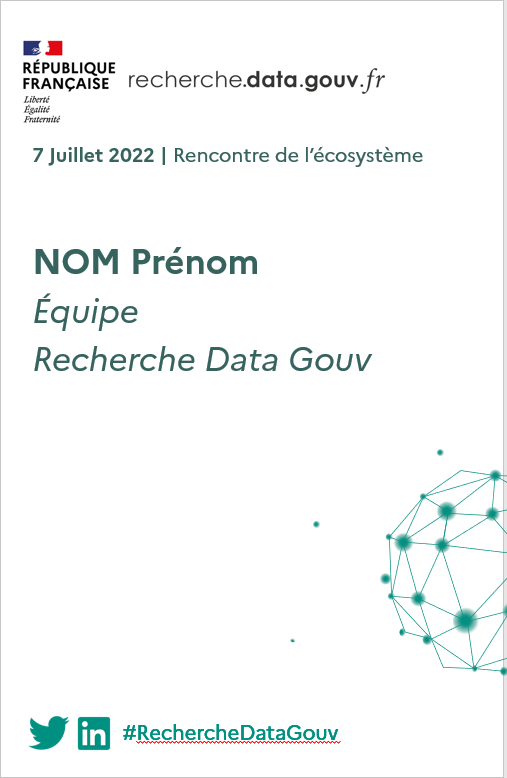 RÉPUBLIQUE
FRANÇAISE
Liberté
Égalité
Fraternité
recherche.data.gouv.fr
7 Juillet 2022 | Rencontre de l’écosystème
NOM Prénom
Équipe
Recherche Data Gouv
#RechercheDataGouv